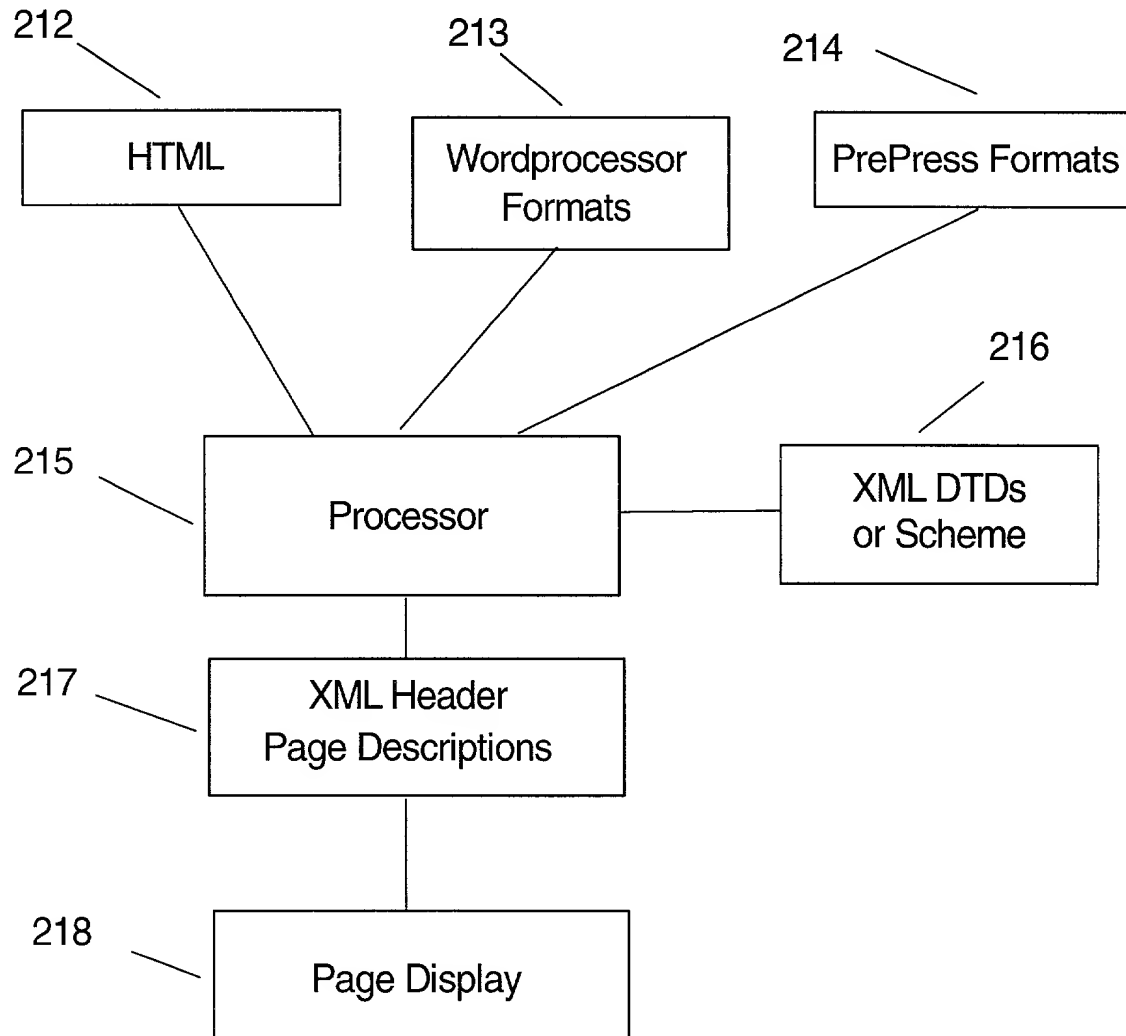 212
213
214
HTML
Wordprocessor
Formats
PrePress Formats
216
215
Processor
XML DTDs
or Scheme
217
XML Header
Page Descriptions
218
Page Display